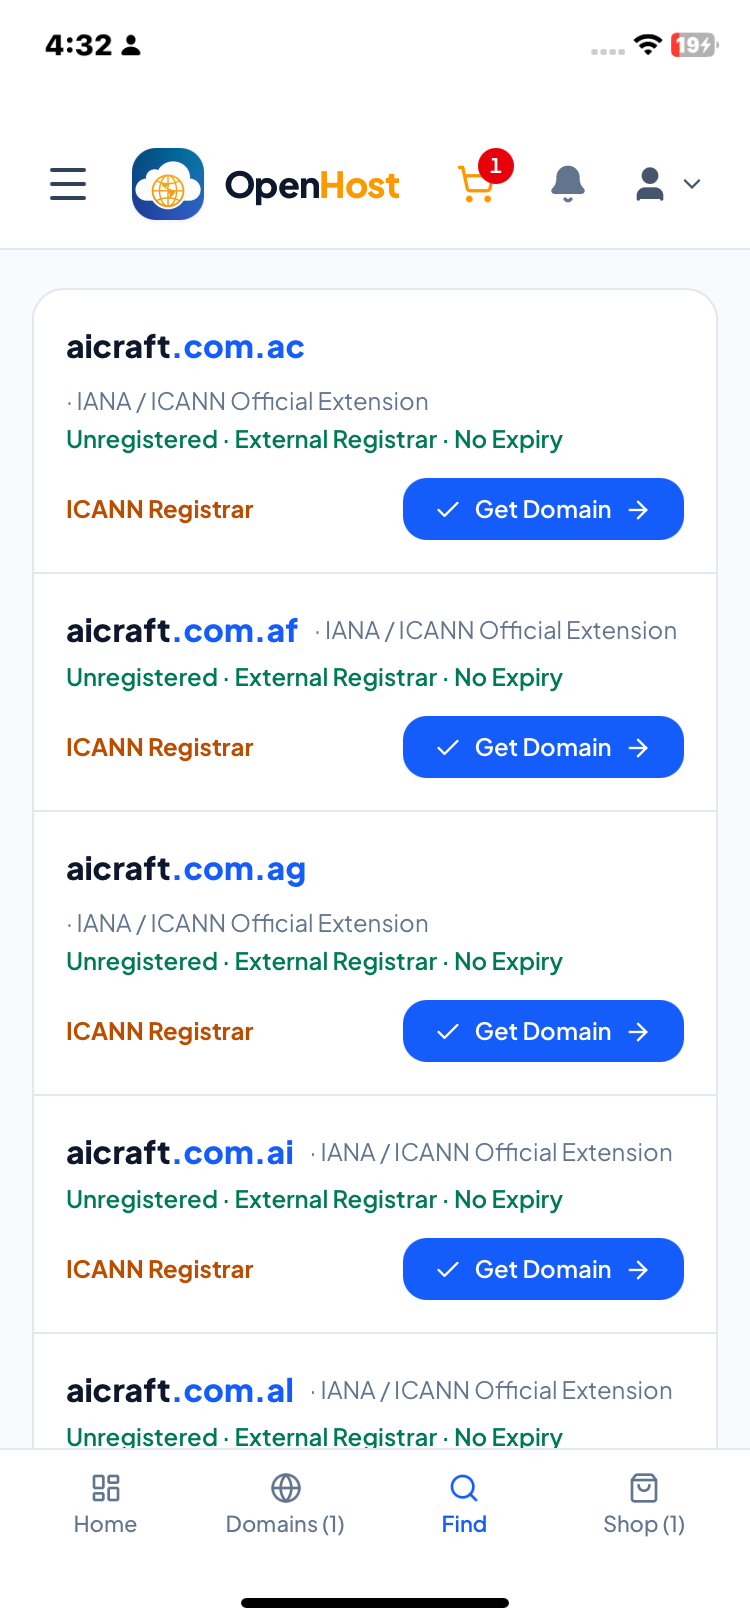 4:32
19
OpenHost
1
aicraft.com.ac
· IANA / ICANN Official Extension
Unregistered · External Registrar · No Expiry
ICANN Registrar
Get Domain
aicraft.com.af · IANA / ICANN Official Extension
Unregistered · External Registrar · No Expiry
ICANN Registrar
Get Domain
aicraft.com.ag
· IANA / ICANN Official Extension
Unregistered · External Registrar · No Expiry
ICANN Registrar
Get Domain
aicraft.com.ai · IANA / ICANN Official Extension
Unregistered · External Registrar · No Expiry
ICANN Registrar
Get Domain
aicraft.com.al · IANA / ICANN Official Extension
Unregistered · External Registrar · No Expiry
Home
Domains (1)
Find
Shop (1)